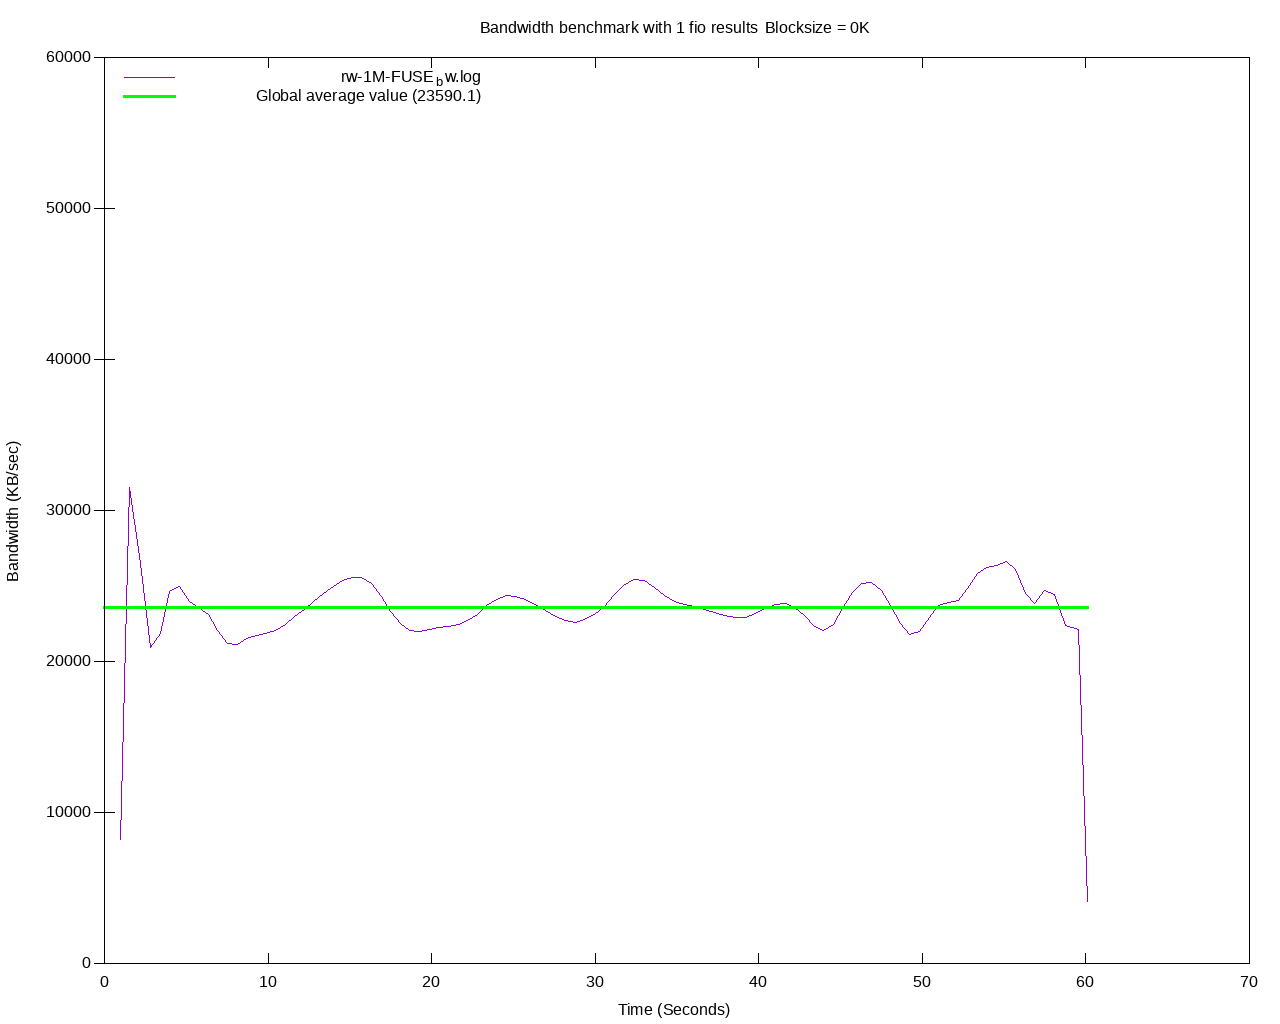 Bandwidth benchmark with 1 fio results Blocksize = 0K
60000
50000
40000
30000
20000
10000
0
rw-1M-FUSE_bw.log
Global average value (23590.1)
Bandwidth (KB/sec)
0 10 20 30 40 50 60 70
Time (Seconds)